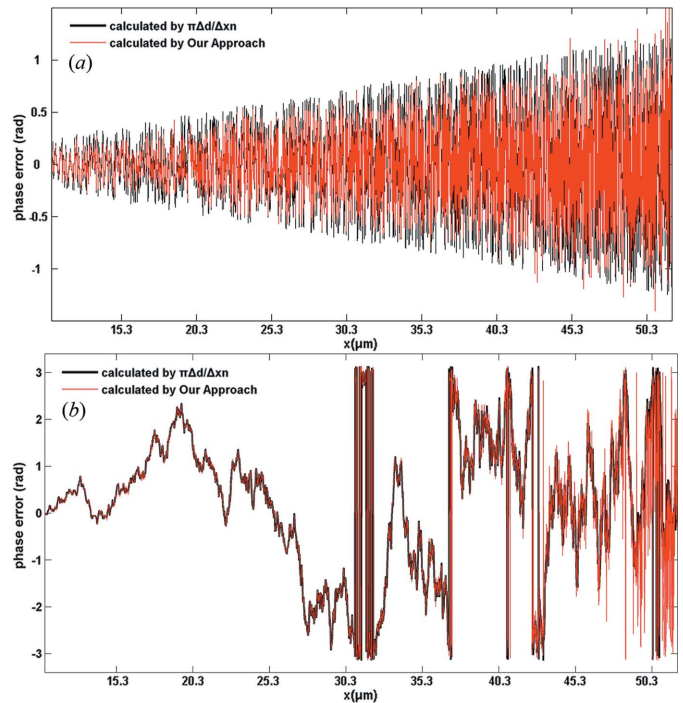 calculated by πΔd/Δxn
calculated by Our Approach
(a)
phase error (rad)
1
0.5
0
-0.5
-1
15.3 20.3 25.3 30.3 35.3 40.3 45.3 50.3
x(µm)
calculated by πΔd/Δxn
calculated by Our Approach
(b)
phase error (rad)
3
2
1
0
-1
-2
-3
15.3 20.3 25.3 30.3 35.3 40.3 45.3 50.3
x(µm)